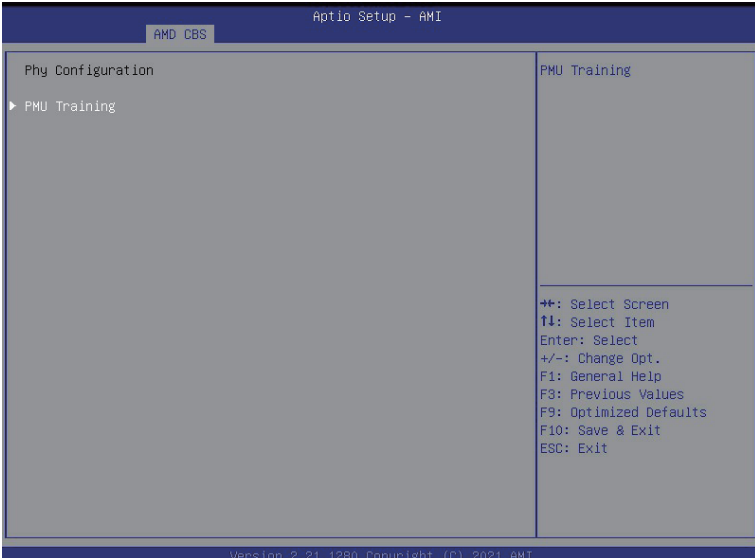 Aptio Setup – AMI
AMD CBS
Phy Configuration
PMU Training
PMU Training
→←: Select Screen
↑↓: Select Item
Enter: Select
+/-: Change Opt.
F1: General Help
F3: Previous Values
F9: Optimized Defaults
F10: Save & Exit
ESC: Exit
Version 2.21.1280 Copyright (C) 2021 AMI